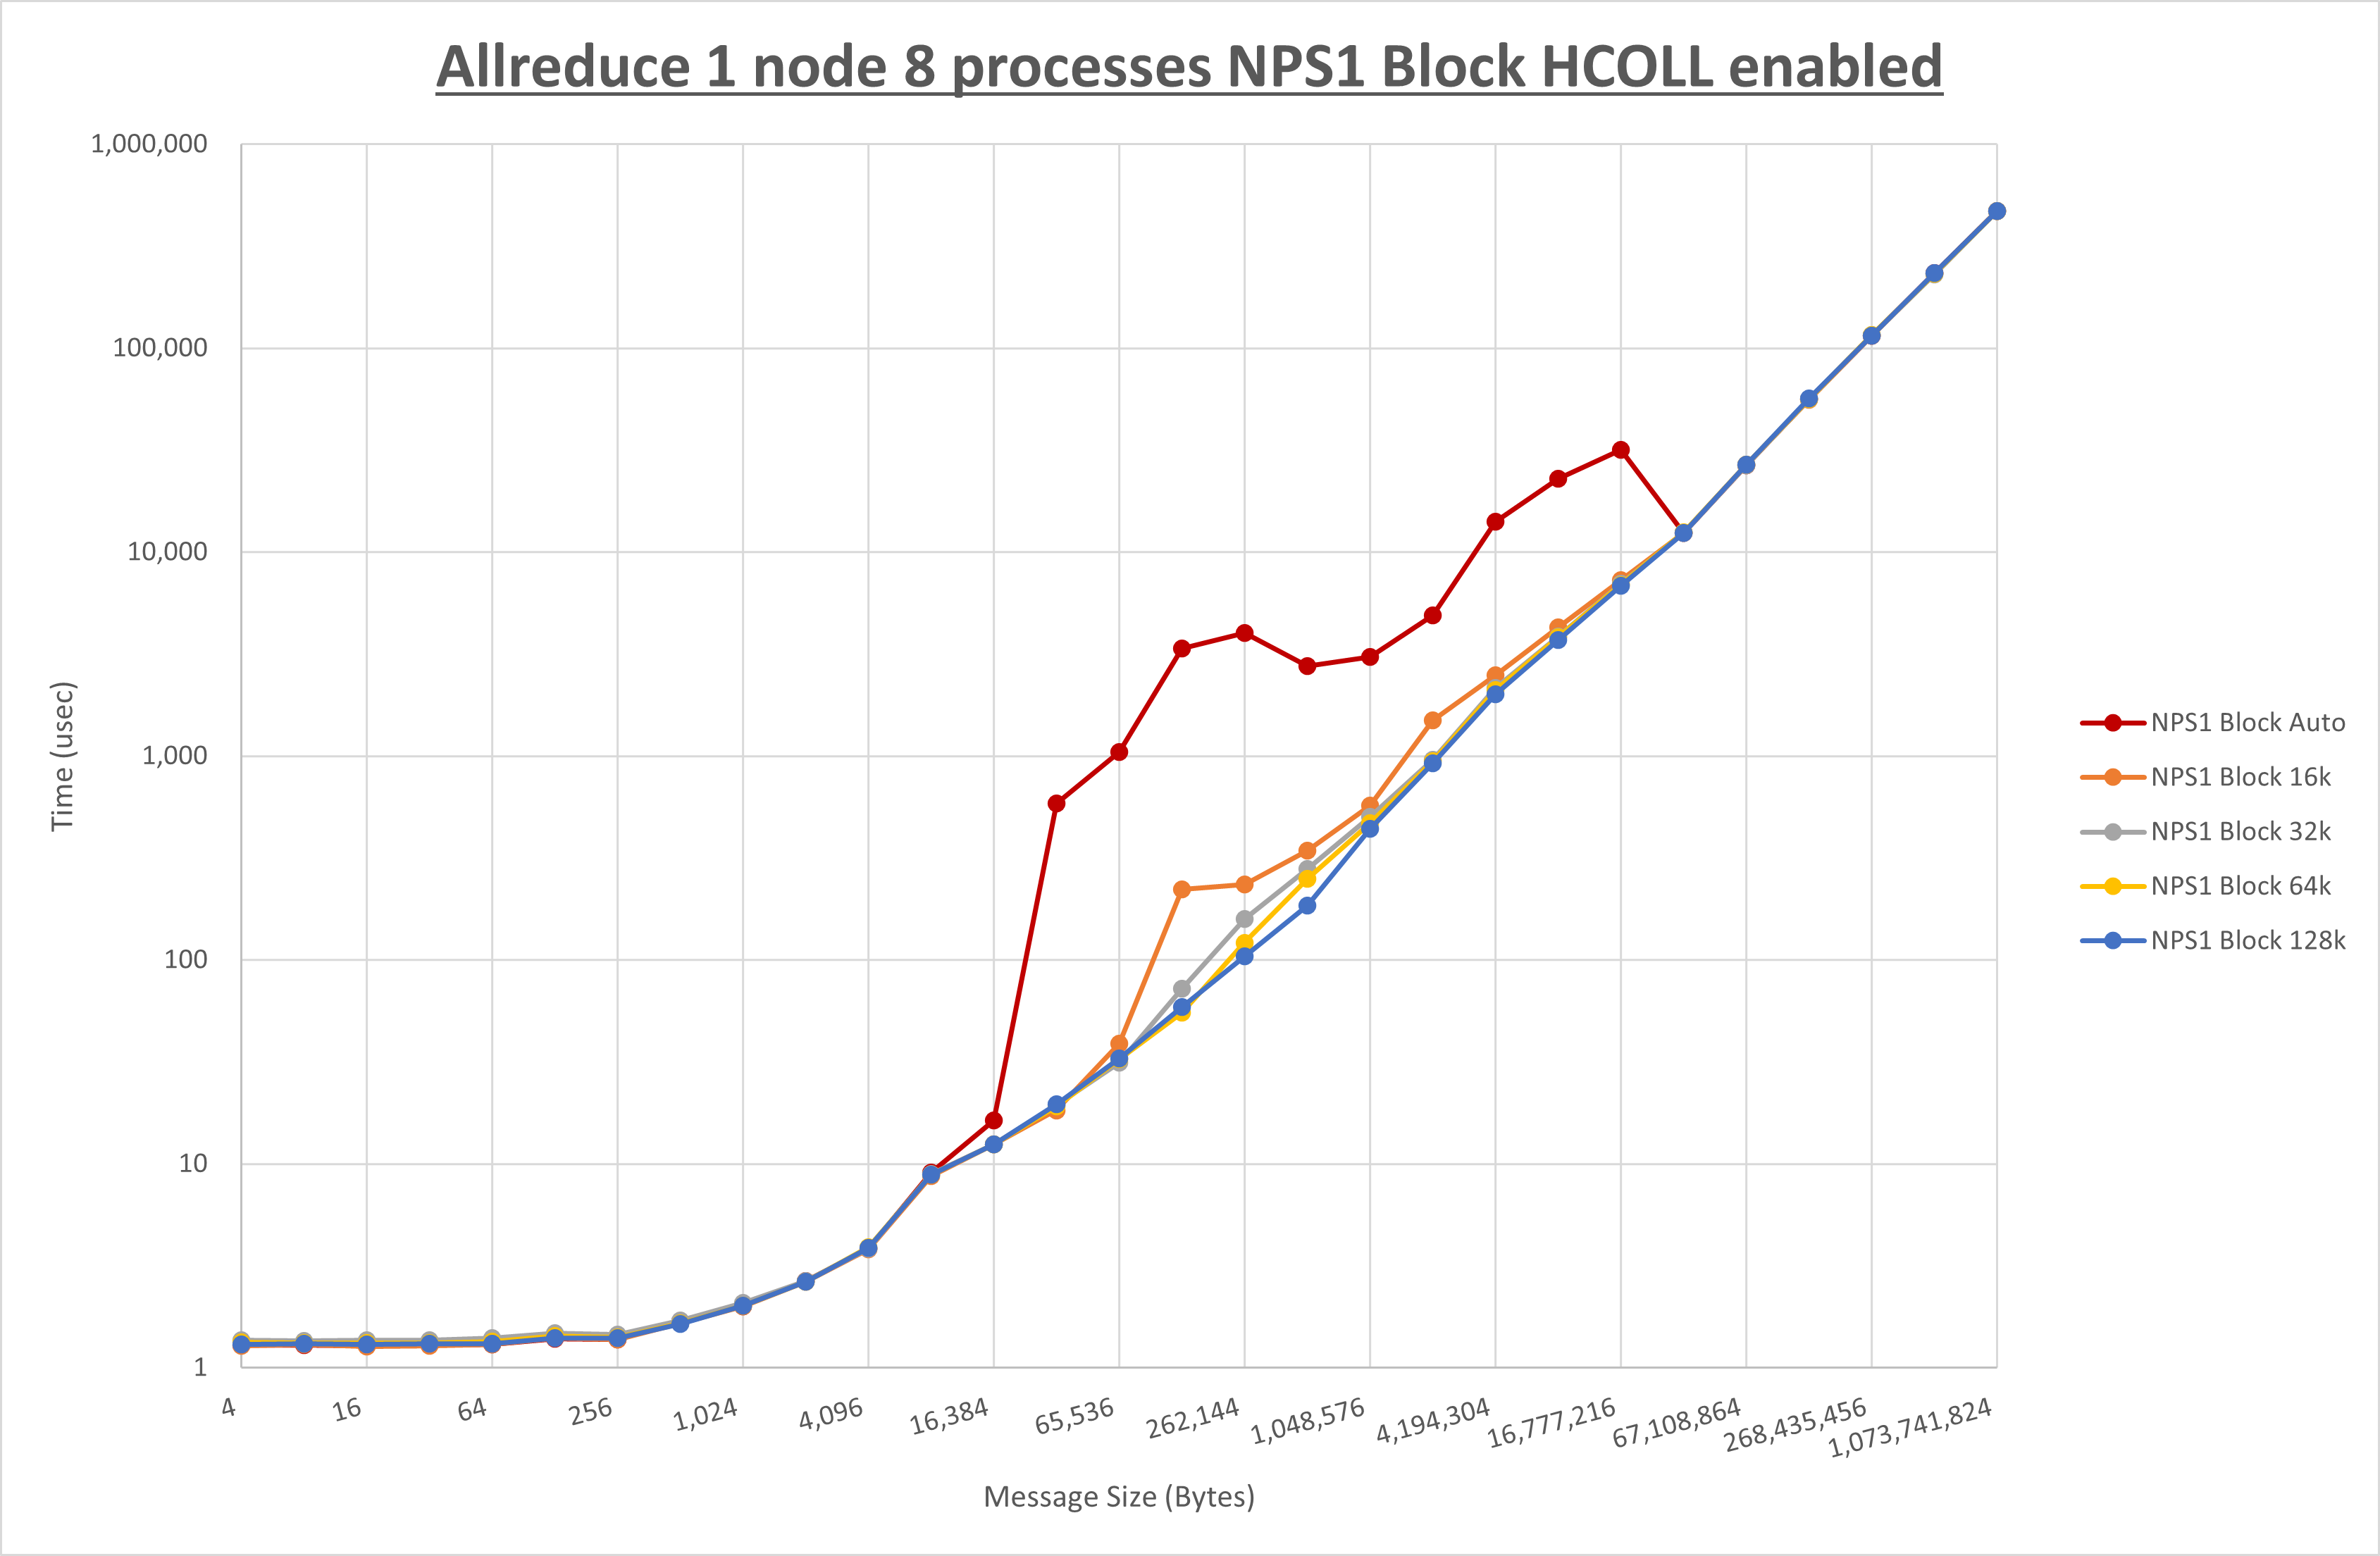 Allreduce 1 node 8 processes NPS1 Block HCOLL enabled
1,000,000
100,000
10,000
1,000
100
10
1
Time (usec)
4
16
64
256
1,024
4,096
16,384
65,536
262,144
1,048,576
4,194,304
16,777,216
67,108,864
268,435,456
1,073,741,824
Message Size (Bytes)
NPS1 Block Auto
NPS1 Block 16k
NPS1 Block 32k
NPS1 Block 64k
NPS1 Block 128k